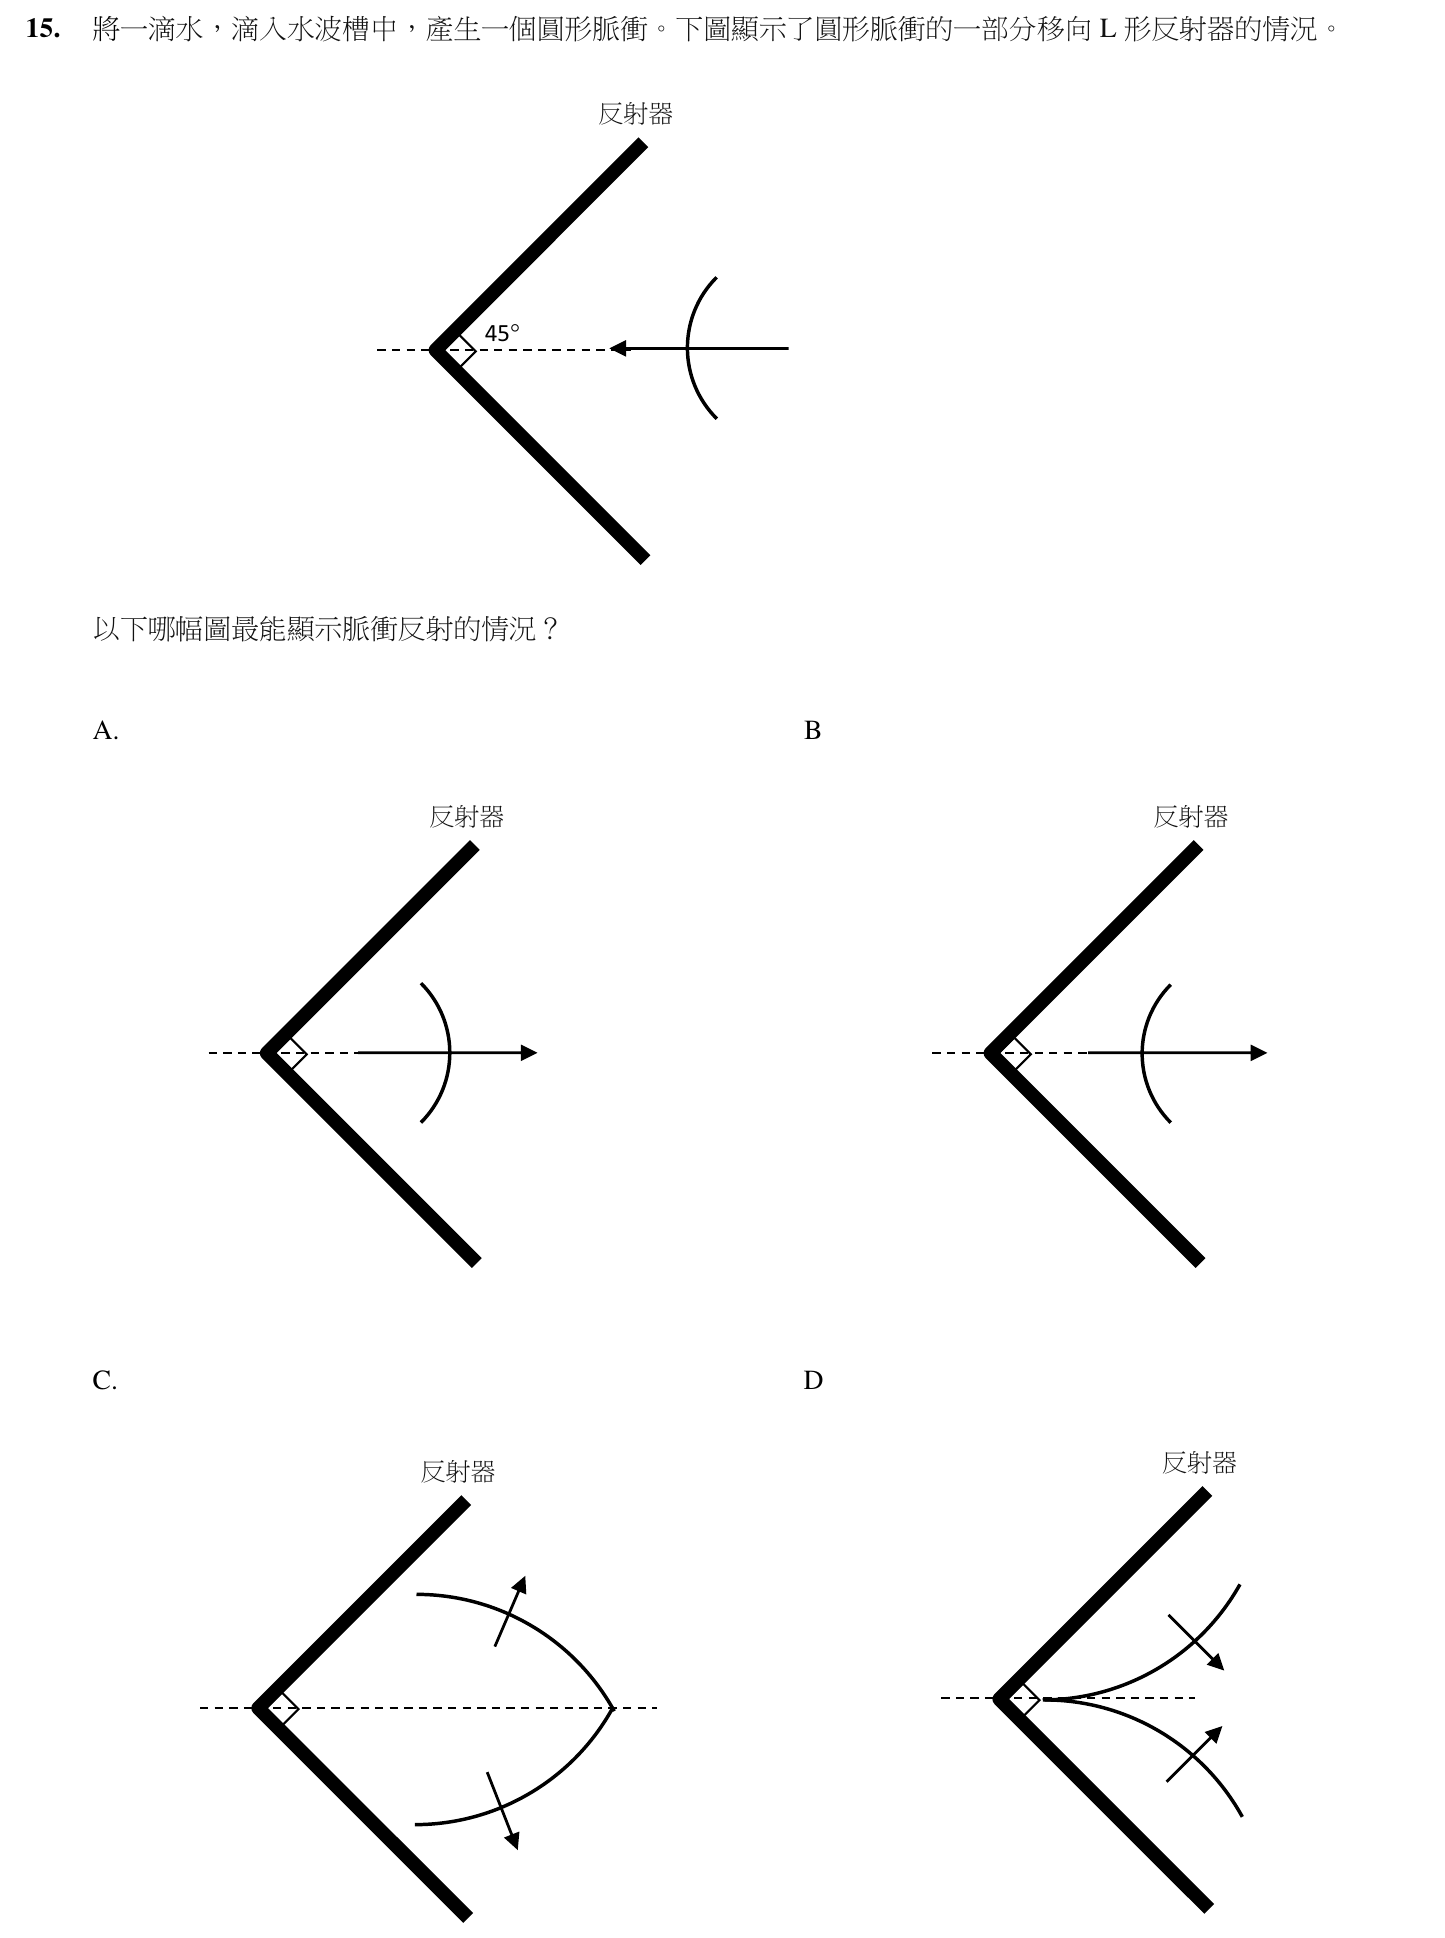 15. 將一滴水，滴入水波槽中，產生一個圓形脈衝。下圖顯示了圓形脈衝的一部分移向 L 形反射器的情況。
反射器
45°
以下哪幅圖最能顯示脈衝反射的情況？
A.
B
反射器
反射器
C.
D
反射器
反射器